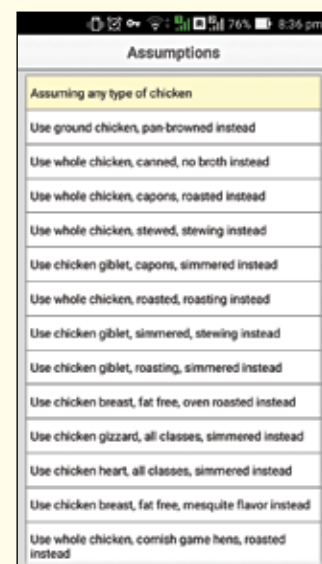 76% 8:36 pm
Assumptions
Assuming any type of chicken
Use ground chicken, pan-browned instead
Use whole chicken, canned, no broth instead
Use whole chicken, capons, roasted instead
Use whole chicken, stewed, stewing instead
Use chicken giblet, capons, simmered instead
Use whole chicken, roasted, roasting instead
Use chicken giblet, simmered, stewing instead
Use chicken giblet, roasting, simmered instead
Use chicken breast, fat free, oven roasted instead
Use chicken gizzard, all classes, simmered instead
Use chicken heart, all classes, simmered instead
Use chicken breast, fat free, mesquite flavor instead
Use whole chicken, cornish game hens, roasted
instead